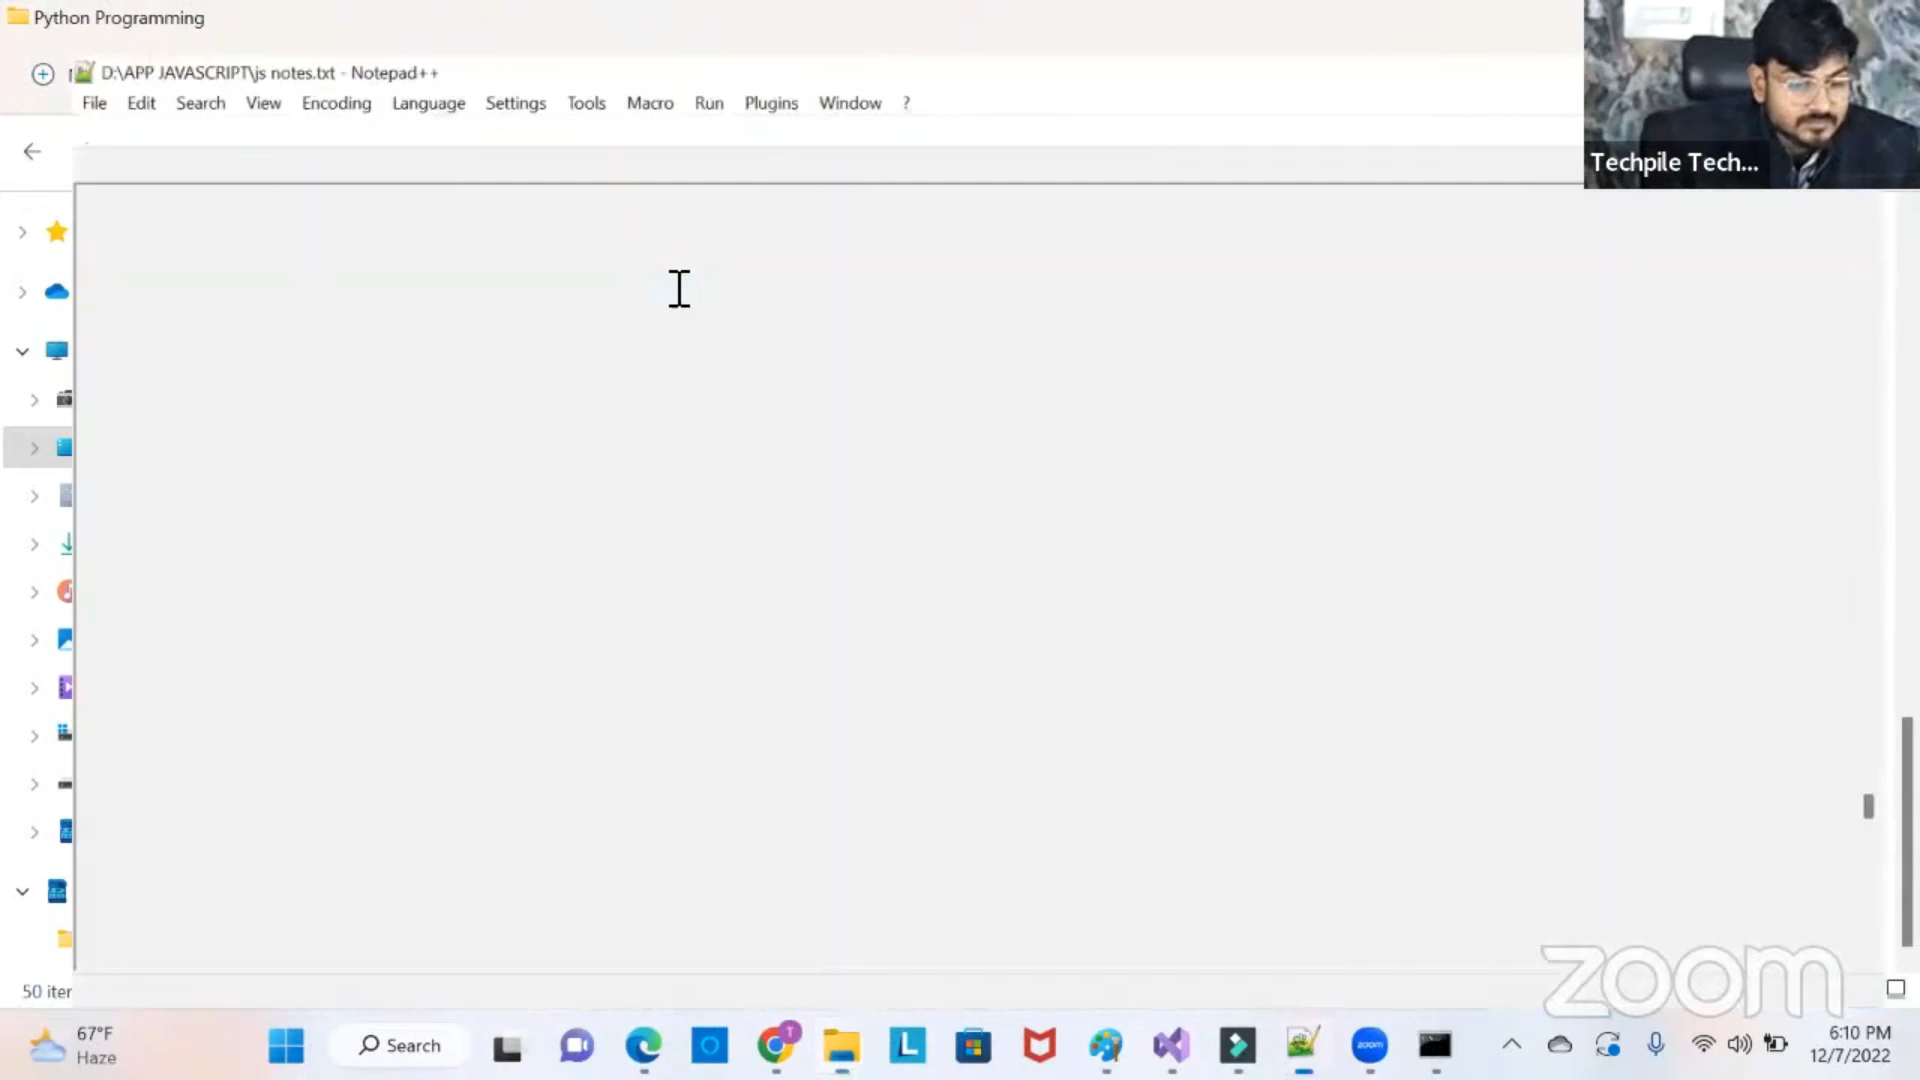 Python Programming
D:\APP JAVASCRIPT\js notes.txt - Notepad++
File Edit Search View Encoding Language Settings Tools Macro Run Plugins Window ?
Techpile Tech...
50 iter
zoom
67°F
Haze
Search
T
L
zoom
6:10 PM
12/7/2022